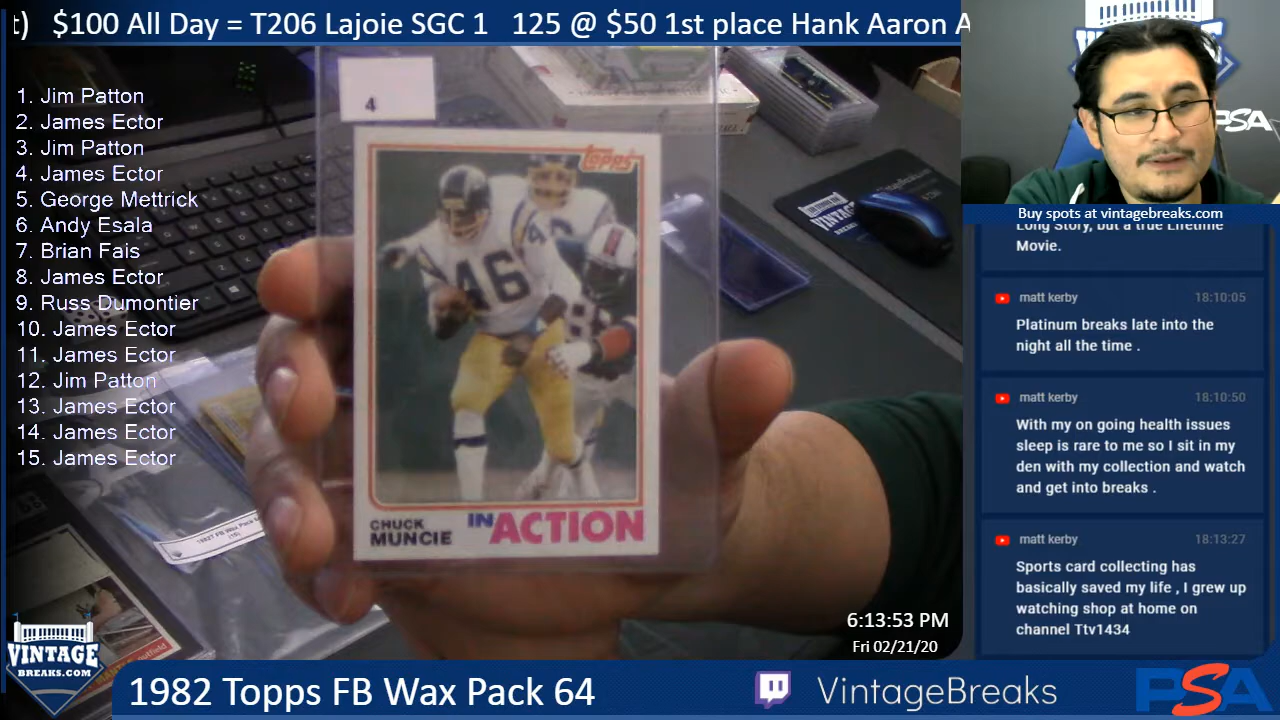 t)   $100 All Day = T206 Lajoie SGC 1   125 @ $50 1st place Hank Aaron A
1. Jim Patton
2. James Ector
3. Jim Patton
4. James Ector
5. George Mettrick
6. Andy Esala
7. Brian Fais
8. James Ector
9. Russ Dumontier
10. James Ector
11. James Ector
12. Jim Patton
13. James Ector
14. James Ector
15. James Ector
4
Topps
46
46
CHUCK
MUNCIE
IN ACTION
VINTAGE
PSA
Buy spots at vintagebreaks.com
Long Story, but a true Lifetime
Movie.
matt kerby 18:10:05
Platinum breaks late into the
night all the time .
matt kerby 18:10:50
With my on going health issues
sleep is rare to me so I sit in my
den with my collection and watch
and get into breaks .
matt kerby 18:13:27
Sports card collecting has
basically saved my life , I grew up
watching shop at home on
channel Ttv1434
6:13:53 PM
Fri 02/21/20
VINTAGE
BREAKS.COM
1982 Topps FB Wax Pack 64
VintageBreaks
PSA